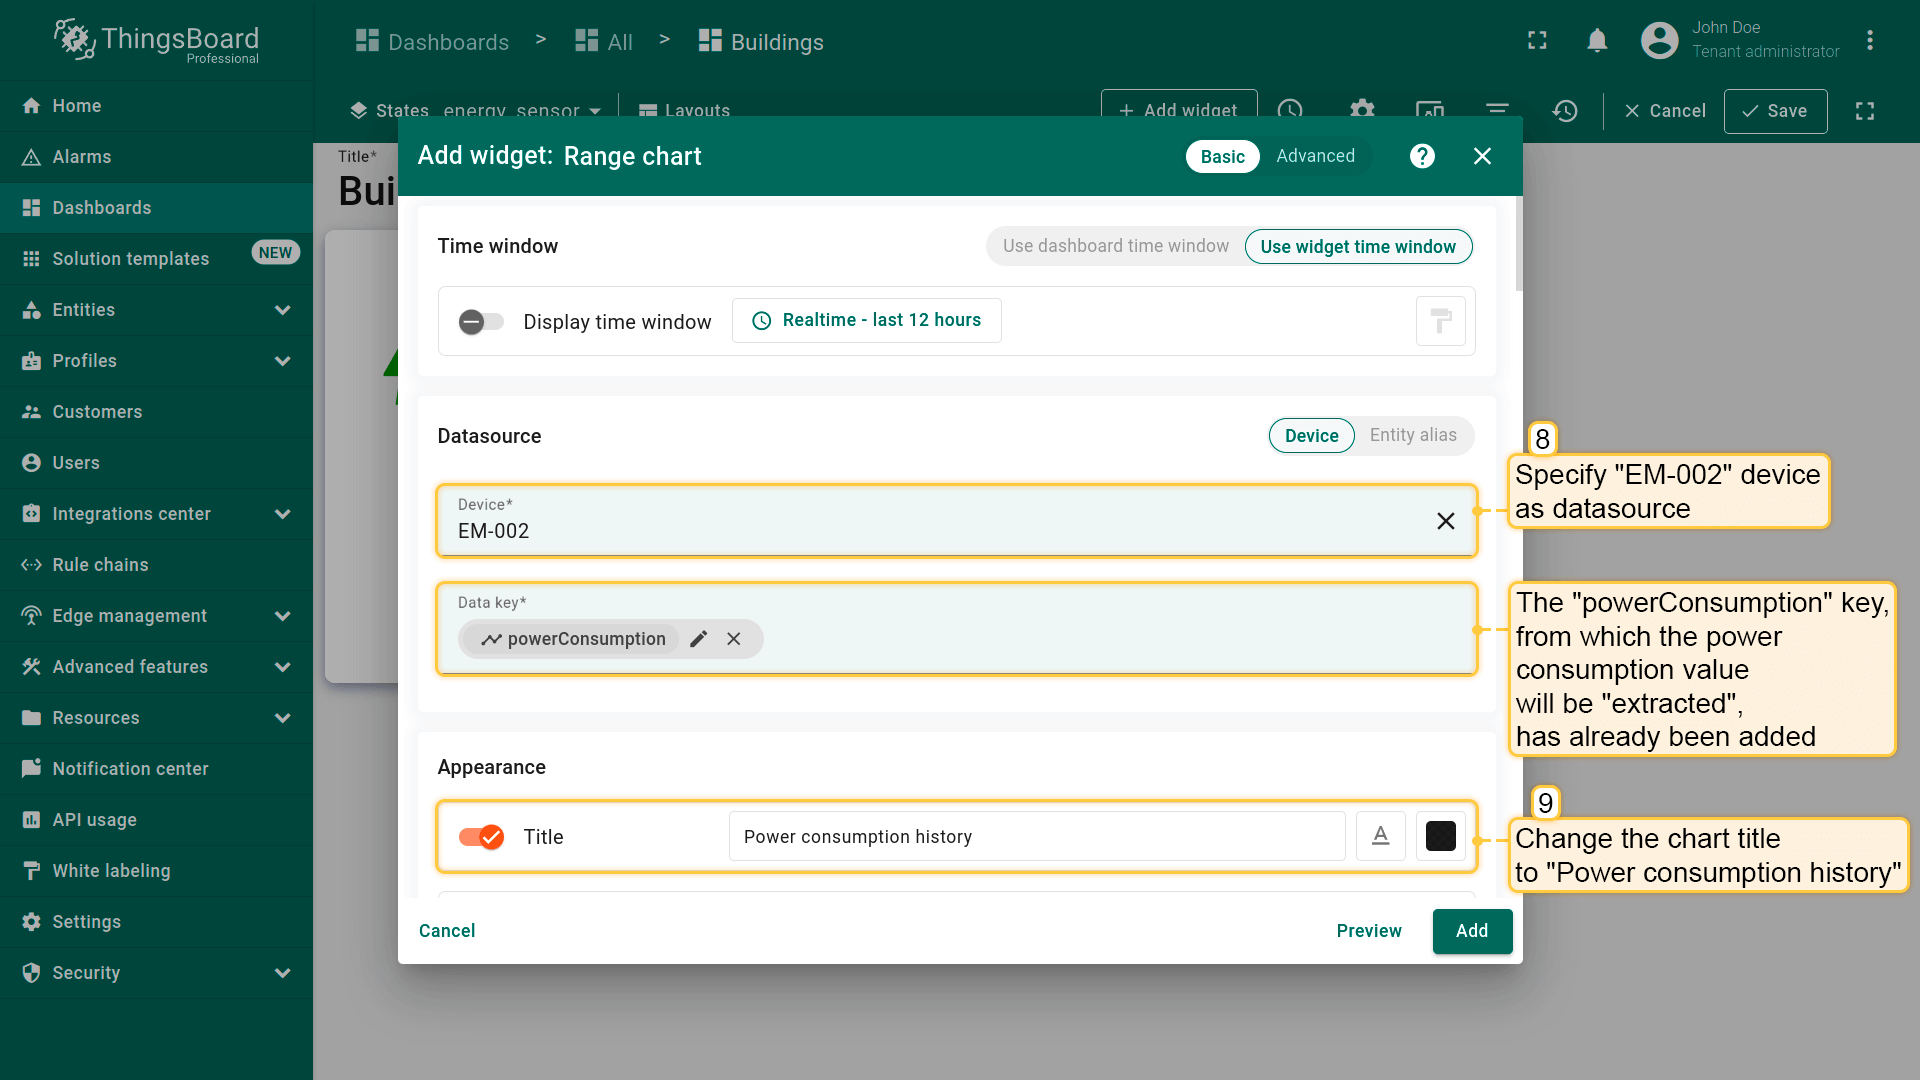 ThingsBoard
Professional
Dashboards > All > Buildings
John Doe
Tenant administrator
Home
Alarms
Dashboards
Solution templates NEW
Entities
Profiles
Customers
Users
Integrations center
Rule chains
Edge management
Advanced features
Resources
Notification center
API usage
White labeling
Settings
Security
States energy_sensor Layouts
+ Add widget
Cancel
Save
Title*
Bui
Add widget: Range chart
Basic Advanced
Time window
Use dashboard time window Use widget time window
Display time window Realtime - last 12 hours
Datasource
Device Entity alias
Device*
EM-002
Data key*
powerConsumption
Appearance
Title Power consumption history
Cancel Preview Add
8
Specify "EM-002" device
as datasource
The "powerConsumption" key,
from which the power
consumption value
will be "extracted",
has already been added
9
Change the chart title
to "Power consumption history"